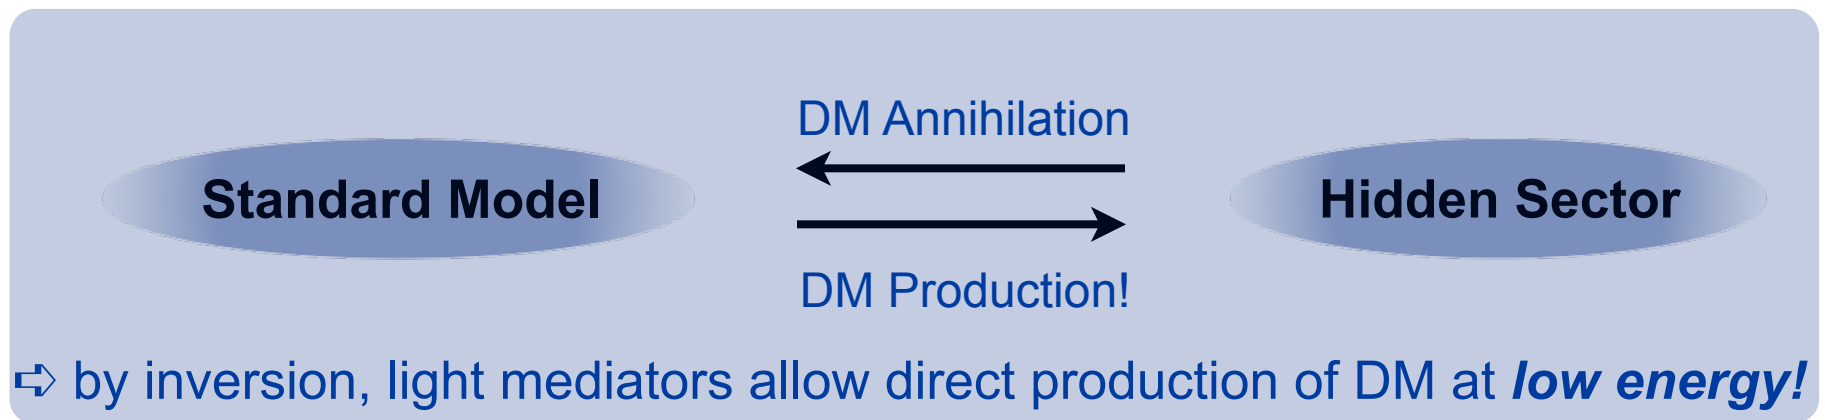 DM Annihilation
Standard Model
Hidden Sector
DM Production!
➪ by inversion, light mediators allow direct production of DM at low energy!